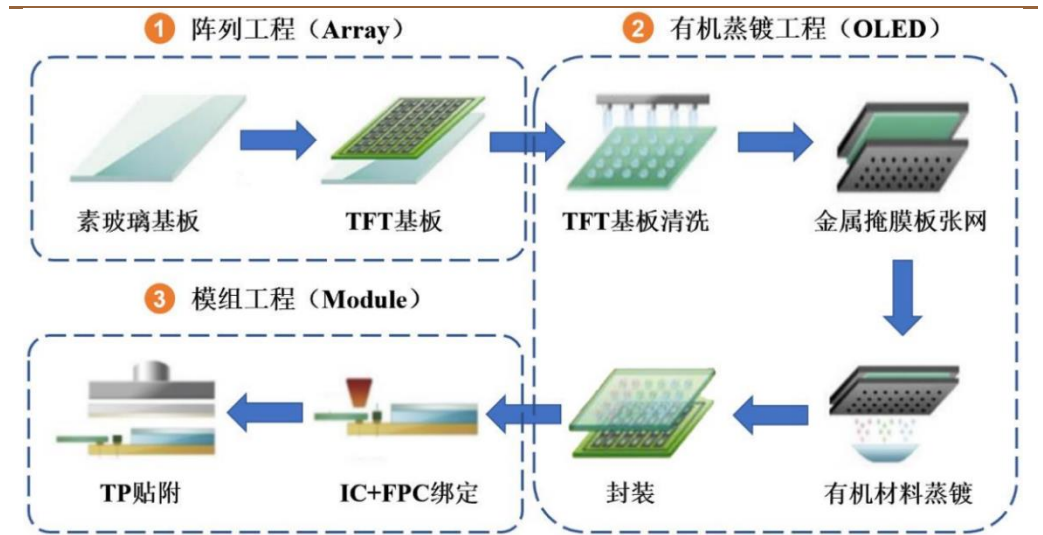 1 阵列工程（Array）
素玻璃基板
TFT基板
2 有机蒸镀工程（OLED）
TFT基板清洗
金属掩膜板张网
有机材料蒸镀
封装
3 模组工程（Module）
IC+FPC绑定
TP贴附